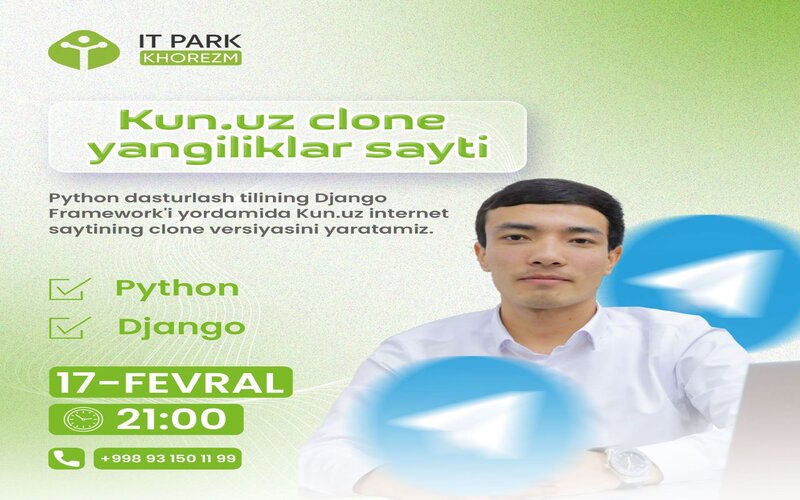 IT PARK
KHOREZM
Kun.uz clone
yangiliklar sayti
Python dasturlash tilining Django
Framework'i yordamida Kun.uz internet
saytining clone versiyasini yaratamiz.
Python
Django
17-FEVRAL
21:00
+998 93 150 11 99